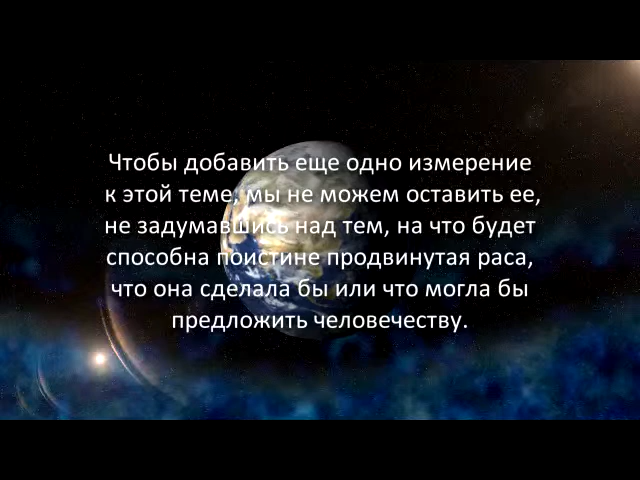 Чтобы добавить еще одно измерение
к этой теме, мы не можем оставить ее,
не задумавшись над тем, на что будет
способна поистине продвинутая раса,
что она сделала бы или что могла бы
предложить человечеству.